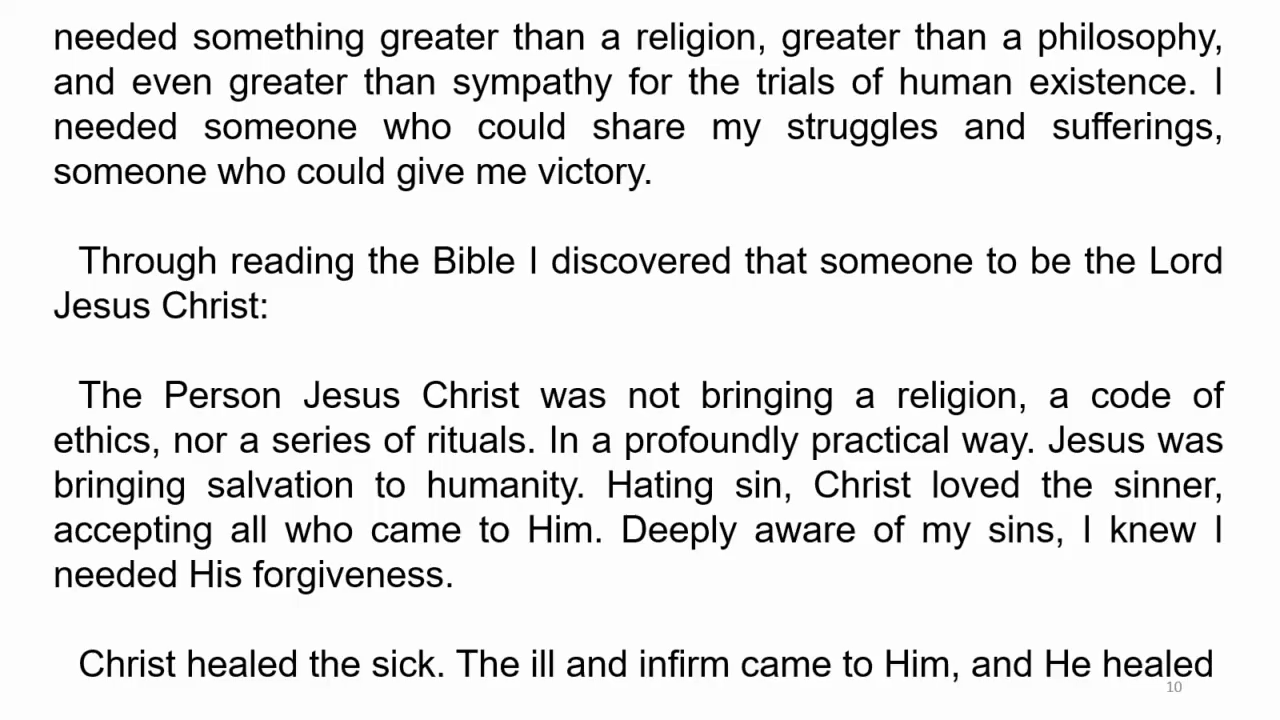 needed something greater than a religion, greater than a philosophy,
and even greater than sympathy for the trials of human existence. I
needed someone who could share my struggles and sufferings,
someone who could give me victory.
Through reading the Bible I discovered that someone to be the Lord
Jesus Christ:
The Person Jesus Christ was not bringing a religion, a code of
ethics, nor a series of rituals. In a profoundly practical way. Jesus was
bringing salvation to humanity. Hating sin, Christ loved the sinner,
accepting all who came to Him. Deeply aware of my sins, I knew I
needed His forgiveness.
Christ healed the sick. The ill and infirm came to Him, and He healed
10